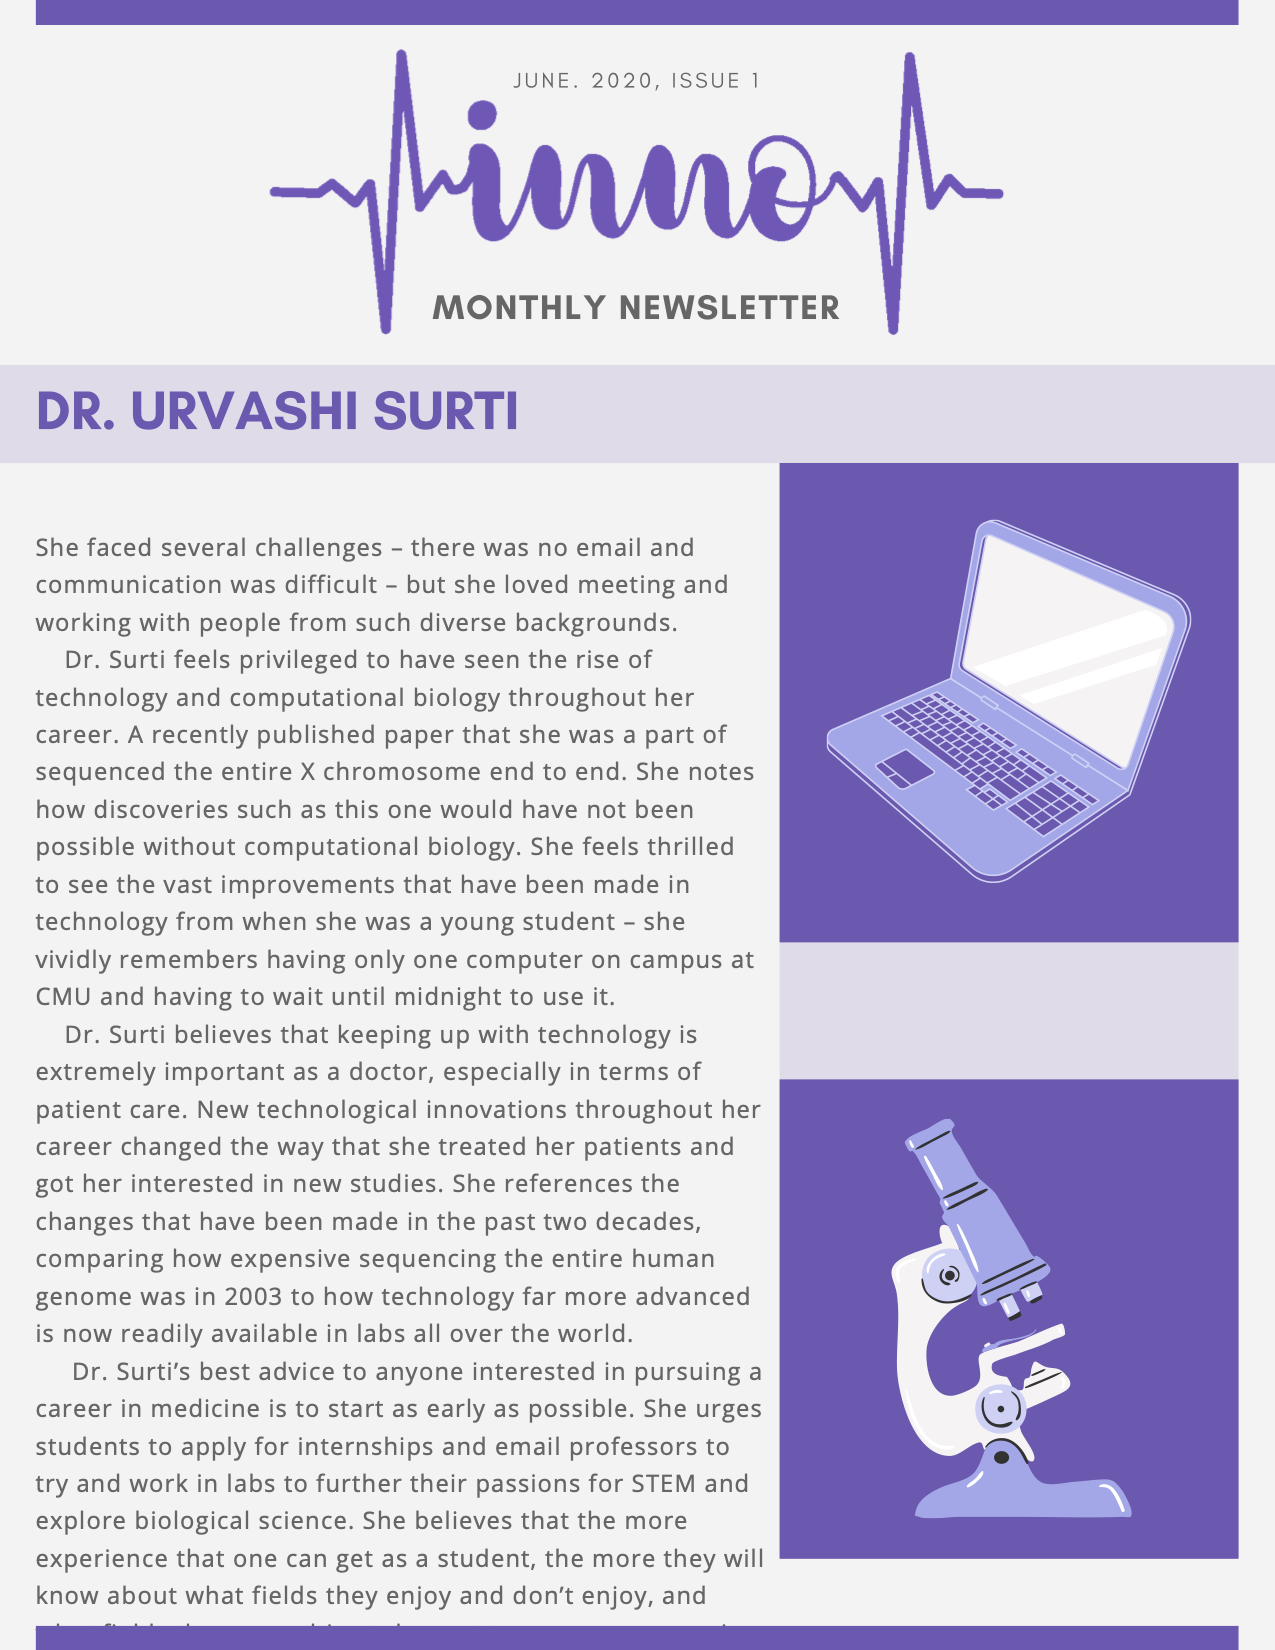 JUNE. 2020, ISSUE 1
inno
MONTHLY NEWSLETTER
DR. URVASHI SURTI
She faced several challenges – there was no email and
communication was difficult – but she loved meeting and
working with people from such diverse backgrounds.
Dr. Surti feels privileged to have seen the rise of
technology and computational biology throughout her
career. A recently published paper that she was a part of
sequenced the entire X chromosome end to end. She notes
how discoveries such as this one would have not been
possible without computational biology. She feels thrilled
to see the vast improvements that have been made in
technology from when she was a young student – she
vividly remembers having only one computer on campus at
CMU and having to wait until midnight to use it.
Dr. Surti believes that keeping up with technology is
extremely important as a doctor, especially in terms of
patient care. New technological innovations throughout her
career changed the way that she treated her patients and
got her interested in new studies. She references the
changes that have been made in the past two decades,
comparing how expensive sequencing the entire human
genome was in 2003 to how technology far more advanced
is now readily available in labs all over the world.
Dr. Surti’s best advice to anyone interested in pursuing a
career in medicine is to start as early as possible. She urges
students to apply for internships and email professors to
try and work in labs to further their passions for STEM and
explore biological science. She believes that the more
experience that one can get as a student, the more they will
know about what fields they enjoy and don’t enjoy, and